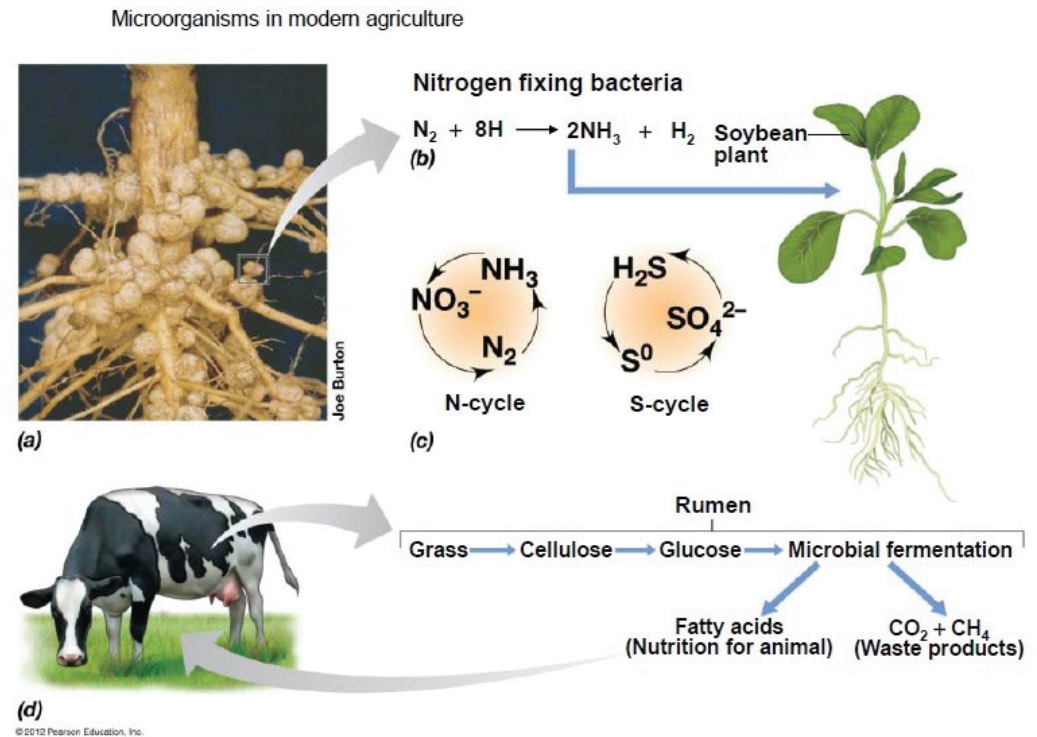 Microorganisms in modern agriculture
Nitrogen fixing bacteria
N₂ + 8H → 2NH₃ + H₂
(b)
Soybean
plant
Joe Burton
(a)
NH₃
NO₃⁻
N₂
N-cycle
H₂S
SO₄²⁻
S⁰
S-cycle
(c)
Rumen
Grass → Cellulose → Glucose → Microbial fermentation
Fatty acids
(Nutrition for animal)
CO₂ + CH₄
(Waste products)
(d)
©2012 Pearson Education, Inc.